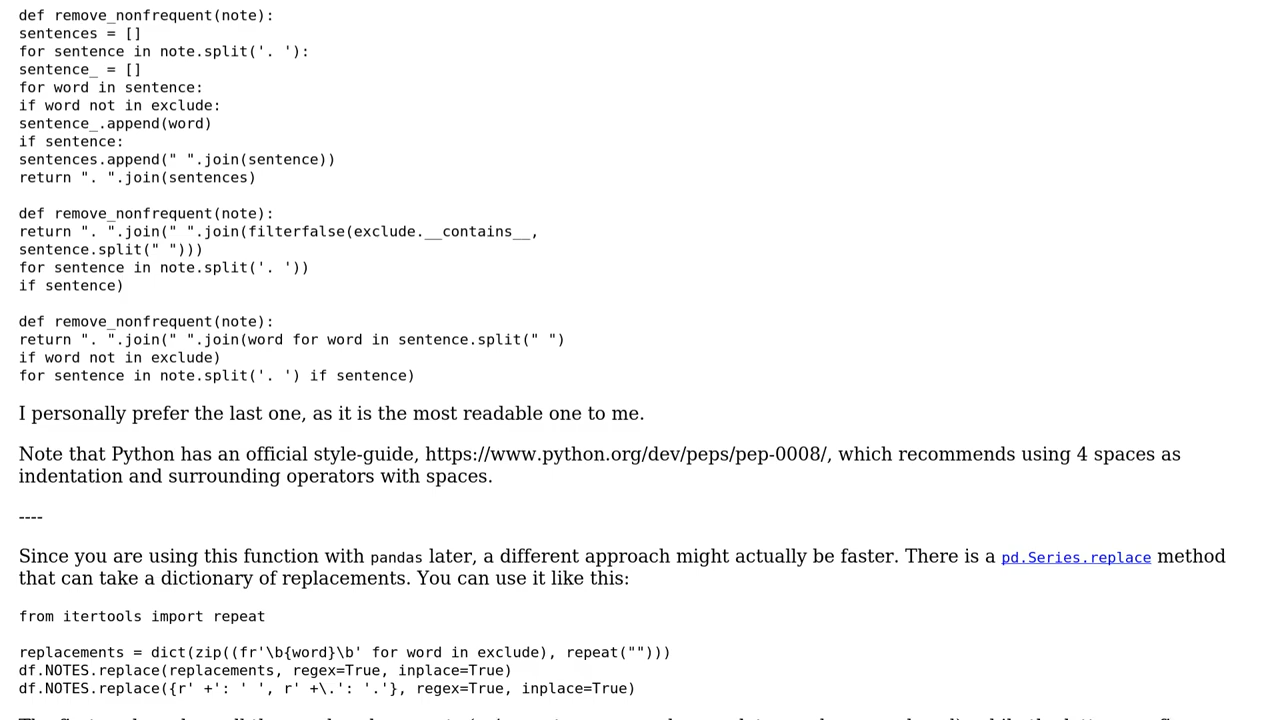 def remove_nonfrequent(note):
sentences = []
for sentence in note.split('. '):
sentence_ = []
for word in sentence:
if word not in exclude:
sentence_.append(word)
if sentence:
sentences.append(" ".join(sentence))
return ". ".join(sentences)
def remove_nonfrequent(note):
return ". ".join(" ".join(filterfalse(exclude.__contains__,
sentence.split(" ")))
for sentence in note.split('. '))
if sentence)
def remove_nonfrequent(note):
return ". ".join(" ".join(word for word in sentence.split(" ")
if word not in exclude)
for sentence in note.split('. ') if sentence)
I personally prefer the last one, as it is the most readable one to me.
Note that Python has an official style-guide, https://www.python.org/dev/peps/pep-0008/, which recommends using 4 spaces as
indentation and surrounding operators with spaces.
----
Since you are using this function with pandas later, a different approach might actually be faster. There is a pd.Series.replace method
that can take a dictionary of replacements. You can use it like this:
from itertools import repeat
replacements = dict(zip((fr'\b{word}\b' for word in exclude), repeat("")))
df.NOTES.replace(replacements, regex=True, inplace=True)
df.NOTES.replace({r' +': ' ', r' +\.': '.'}, regex=True, inplace=True)